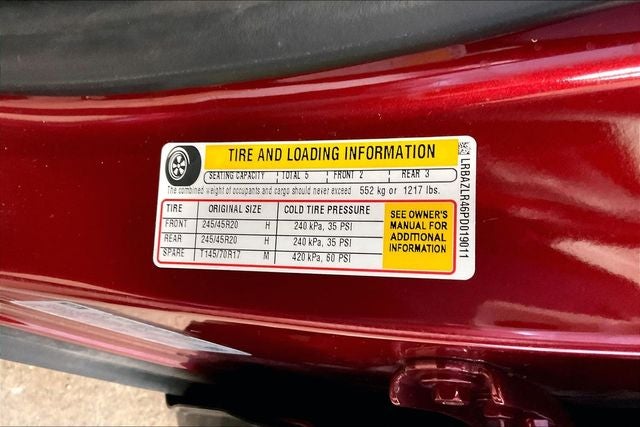 TIRE AND LOADING INFORMATION
SEATING CAPACITY TOTAL 5 FRONT 2 REAR 3
The combined weight of occupants and cargo should never exceed 552 kg or 1217 lbs.
TIRE ORIGINAL SIZE COLD TIRE PRESSURE
FRONT 245/45R20 H 240 kPa, 35 PSI
REAR 245/45R20 H 240 kPa, 35 PSI
SPARE T145/70R17 M 420 kPa, 60 PSI
SEE OWNER'S
MANUAL FOR
ADDITIONAL
INFORMATION
LRBAZLR46PD019011